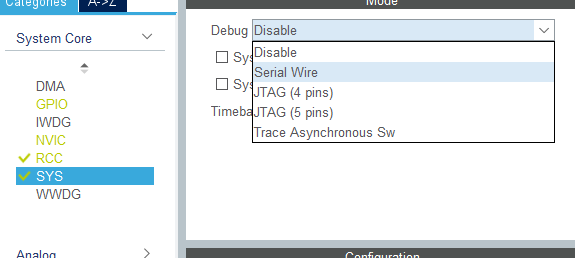 Categories A->Z
System Core
DMA
GPIO
IWDG
NVIC
RCC
SYS
WWDG
Analog
Mode
Debug Disable
Disable
Sys
Serial Wire
Sys
JTAG (4 pins)
Timeba
JTAG (5 pins)
Trace Asynchronous Sw
Configuration